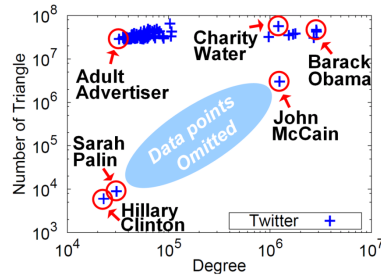 Number of Triangle
10^8
10^7
10^6
10^5
10^4
10^3
Adult
Advertiser
Charity
Water
Barack
Obama
John
McCain
Data points
Omitted
Sarah
Palin
Hillary
Clinton
Twitter
10^4
10^5
10^6
10^7
Degree